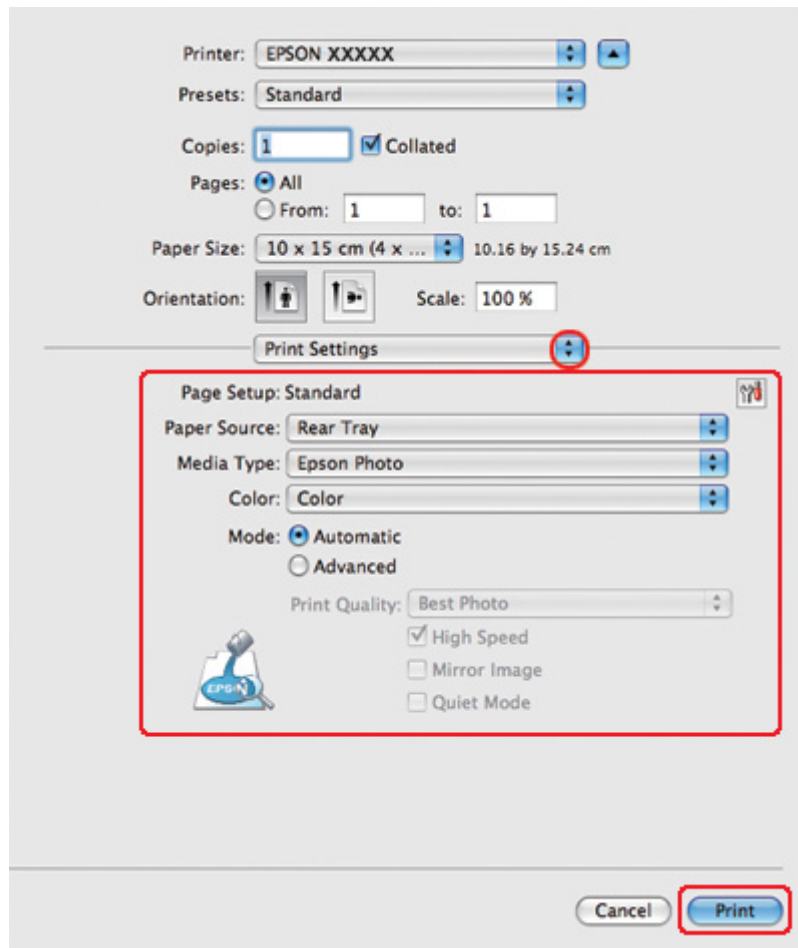 Printer: EPSON XXXXX
Presets: Standard
Copies: 1 Collated
Pages: All
From: 1 to: 1
Paper Size: 10 x 15 cm (4 x ... 10.16 by 15.24 cm
Orientation: Scale: 100 %
Print Settings
Page Setup: Standard
Paper Source: Rear Tray
Media Type: Epson Photo
Color: Color
Mode: Automatic
Advanced
Print Quality: Best Photo
High Speed
Mirror Image
EPSON
Quiet Mode
Cancel Print